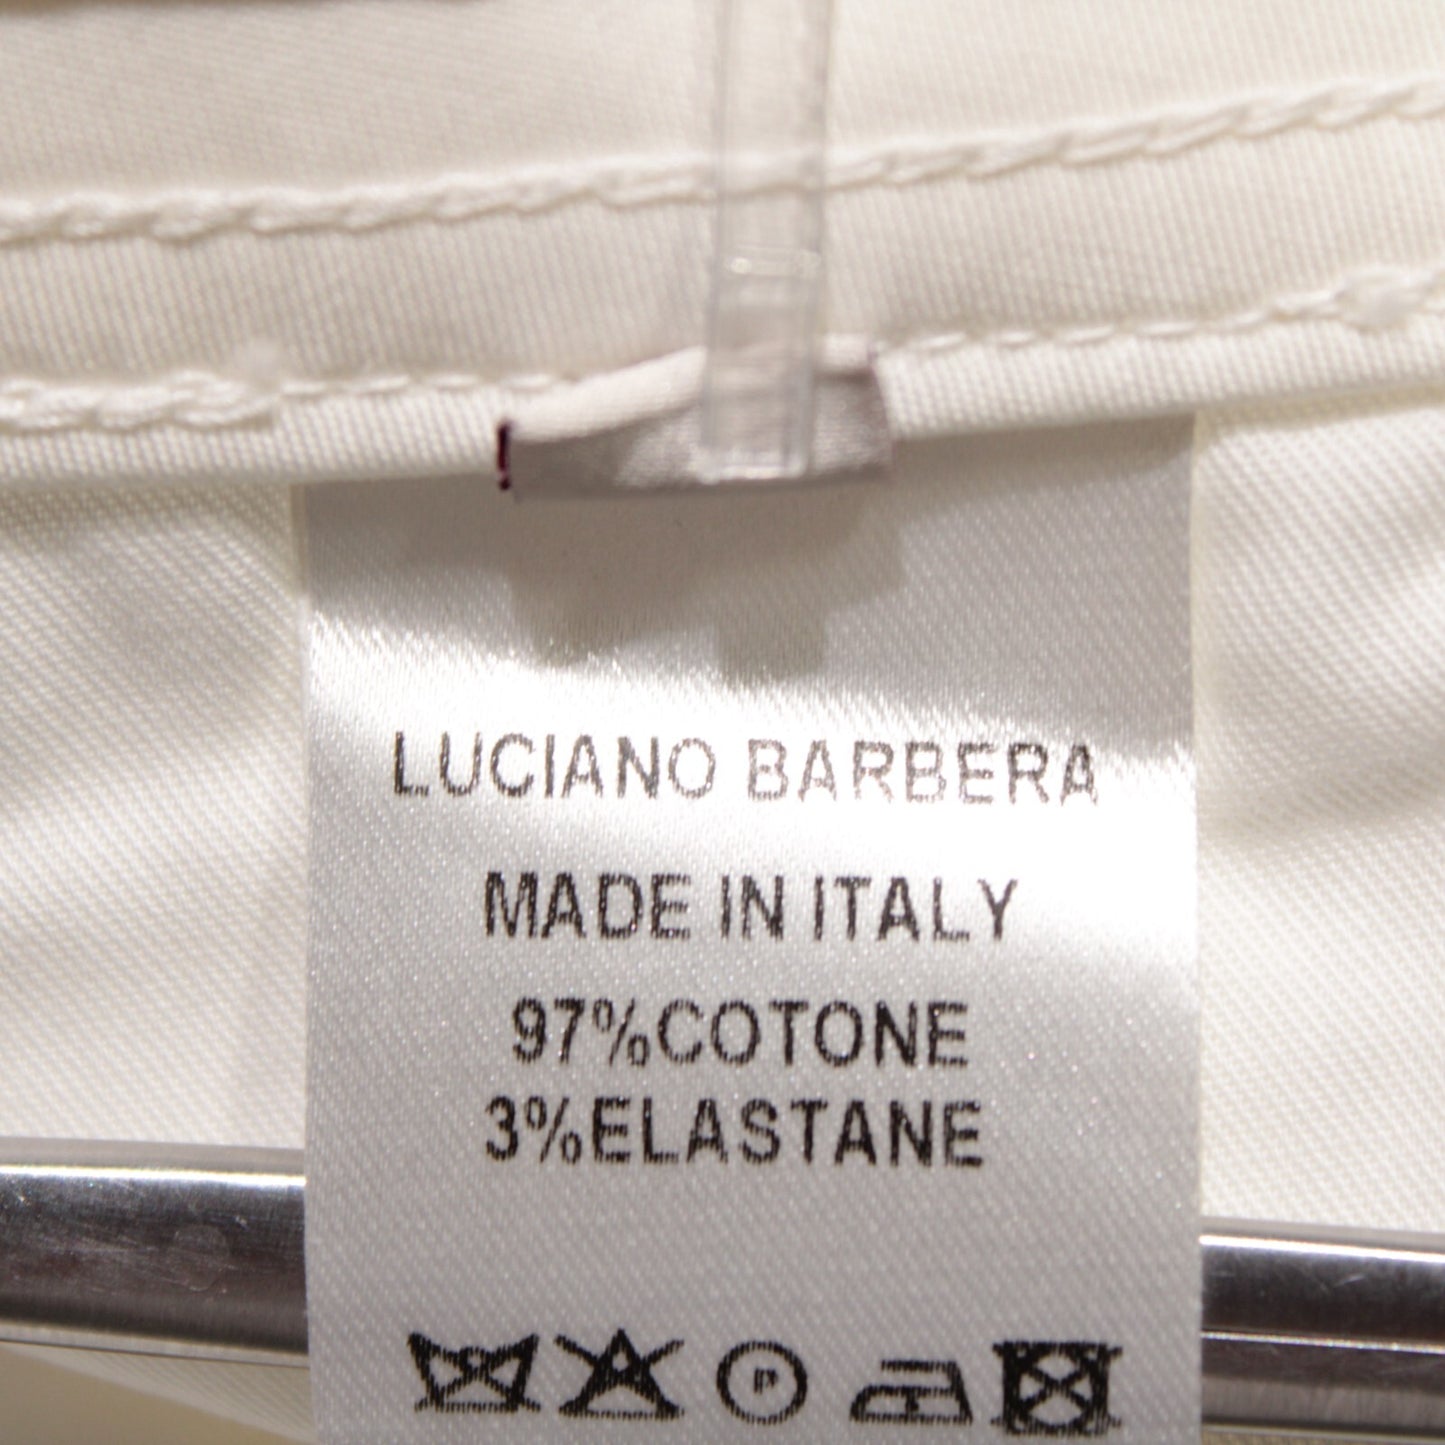 LUCIANO BARBERA
MADE IN ITALY
97%COTONE
3%ELASTANE
P